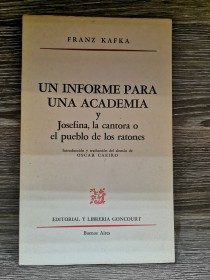 FRANZ KAFKA
UN INFORME PARA
UNA ACADEMIA
y
Josefina, la cantora o
el pueblo de los ratones
Introducción y traducción del alemán de
OSCAR CAEIRO
EDITORIAL Y LIBRERIA GONCOURT
Buenos Aires